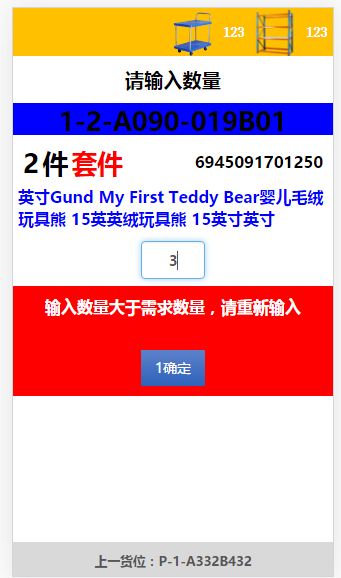 123 123
请输入数量
1-2-A090-019B01
2件套件 6945091701250
英寸Gund My First Teddy Bear婴儿毛绒
玩具熊 15英英绒玩具熊 15英寸英寸
3
输入数量大于需求数量，请重新输入
1确定
上一货位：P-1-A332B432